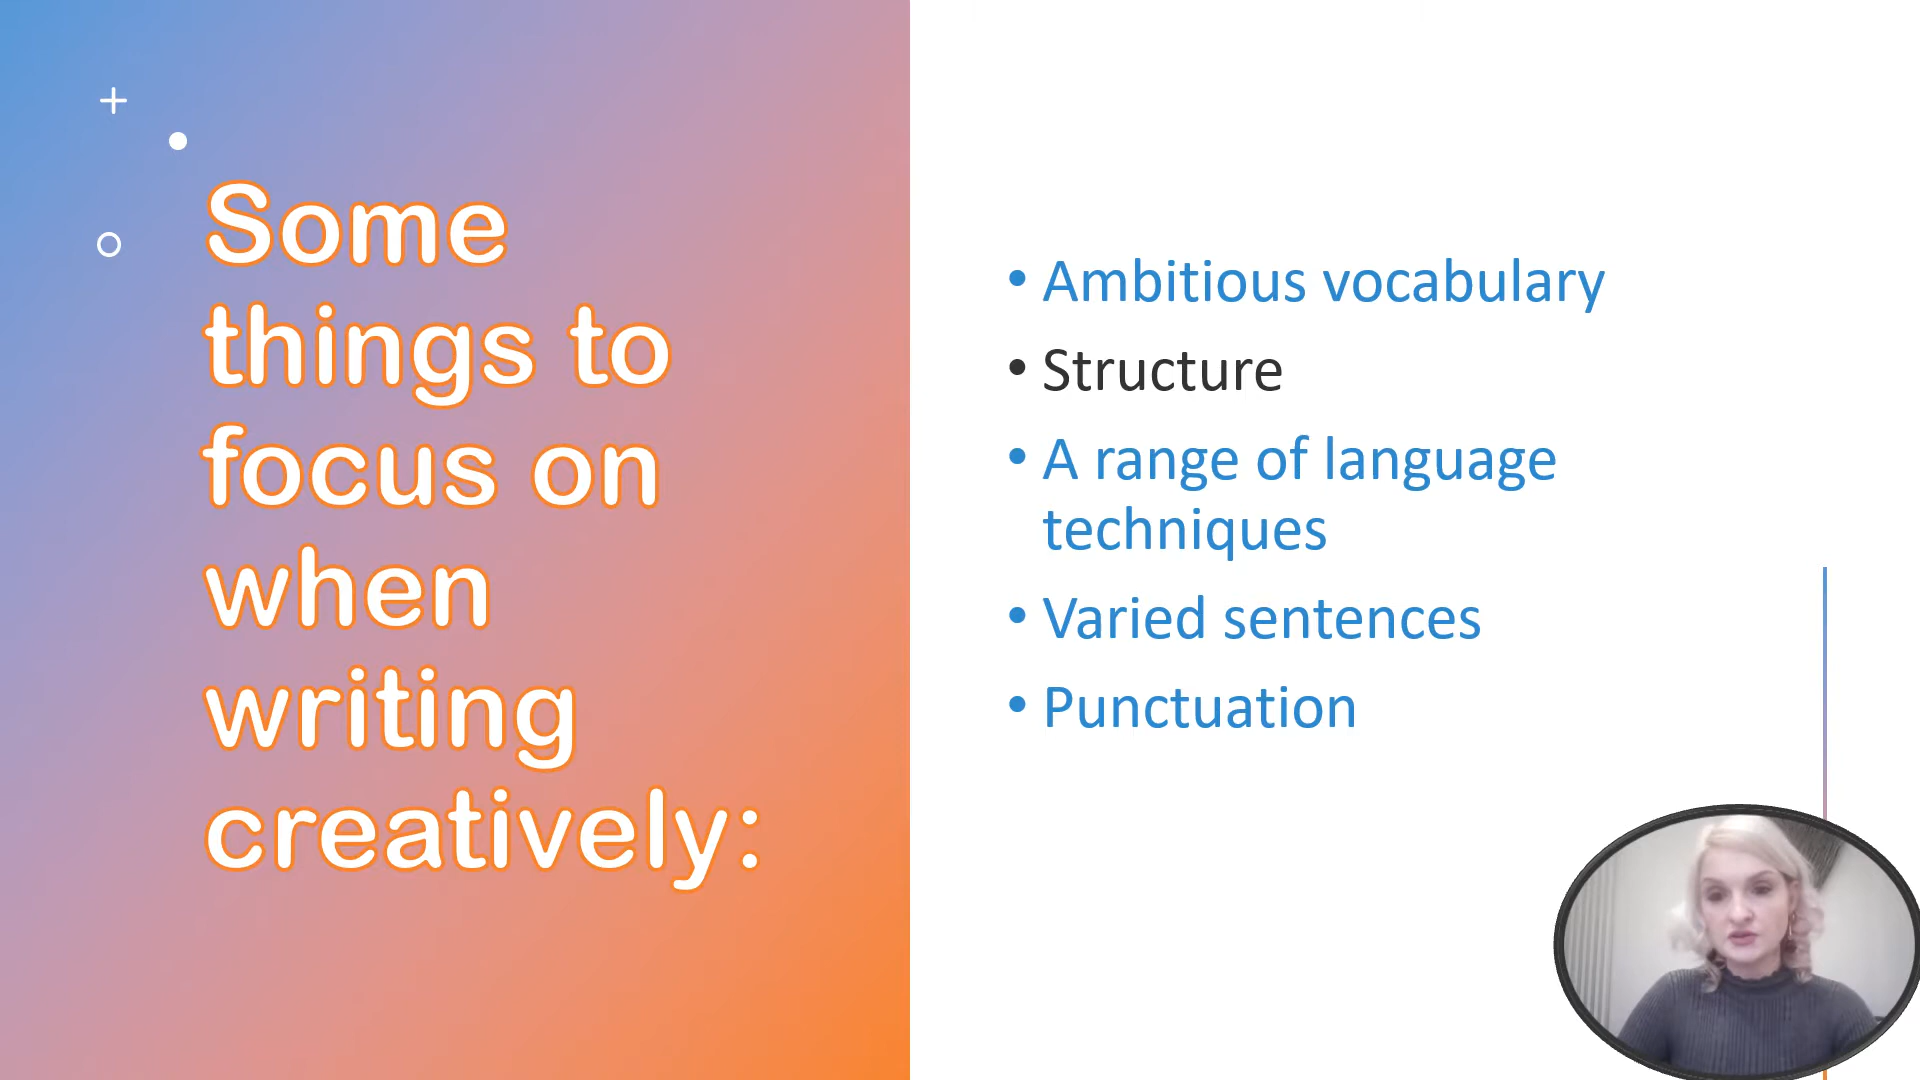 Some
things to
focus on
when
writing
creatively:
• Ambitious vocabulary
• Structure
• A range of language
techniques
• Varied sentences
• Punctuation